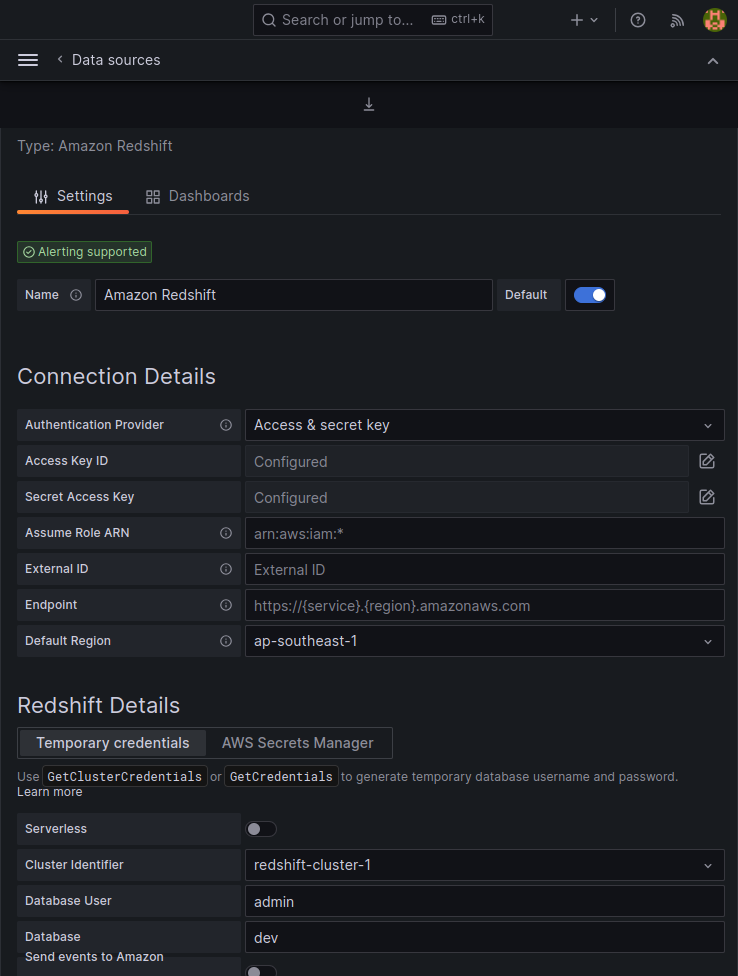 Search or jump to... ctrl+k
Data sources
Type: Amazon Redshift
Settings Dashboards
Alerting supported
Name Amazon Redshift Default
Connection Details
Authentication Provider Access & secret key
Access Key ID Configured
Secret Access Key Configured
Assume Role ARN arn:aws:iam:*
External ID External ID
Endpoint https://{service}.{region}.amazonaws.com
Default Region ap-southeast-1
Redshift Details
Temporary credentials AWS Secrets Manager
Use GetClusterCredentials or GetCredentials to generate temporary database username and password.
Learn more
Serverless
Cluster Identifier redshift-cluster-1
Database User admin
Database dev
Send events to Amazon